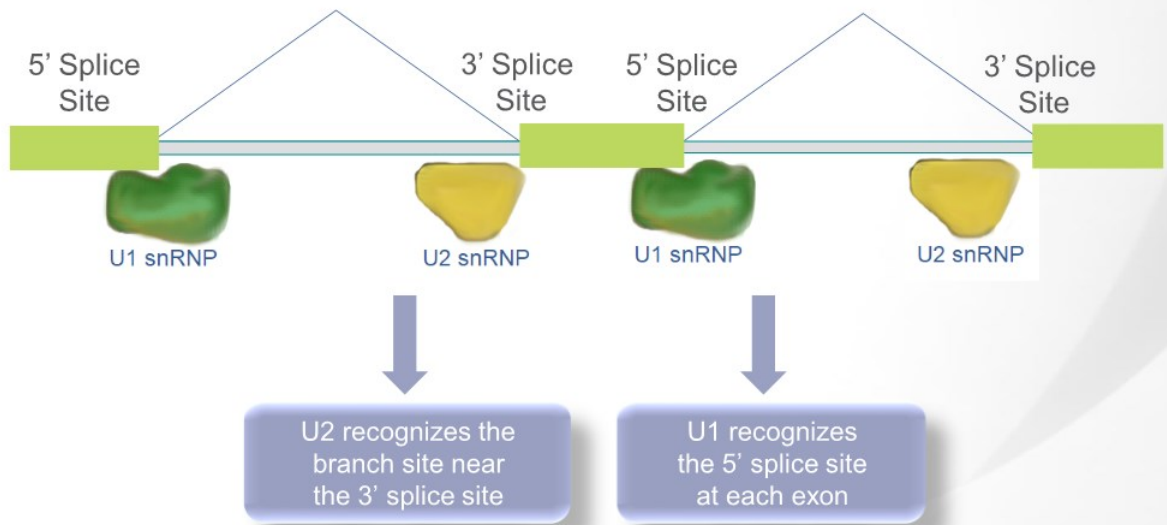 5’ Splice
Site
3’ Splice
Site
5’ Splice
Site
3’ Splice
Site
U1 snRNP
U2 snRNP
U1 snRNP
U2 snRNP
U2 recognizes the
branch site near
the 3’ splice site
U1 recognizes
the 5’ splice site
at each exon